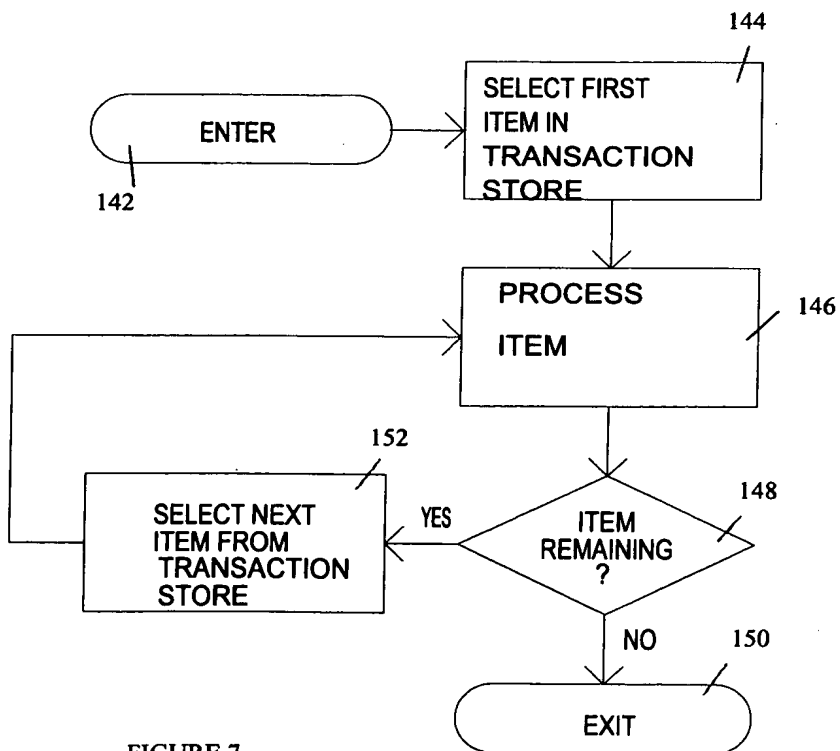 144
SELECT FIRST
ITEM IN
TRANSACTION
STORE
ENTER
142
PROCESS
ITEM
146
152
SELECT NEXT
ITEM FROM
TRANSACTION
STORE
YES
148
ITEM
REMAINING
?
NO
150
EXIT
FIGURE 7